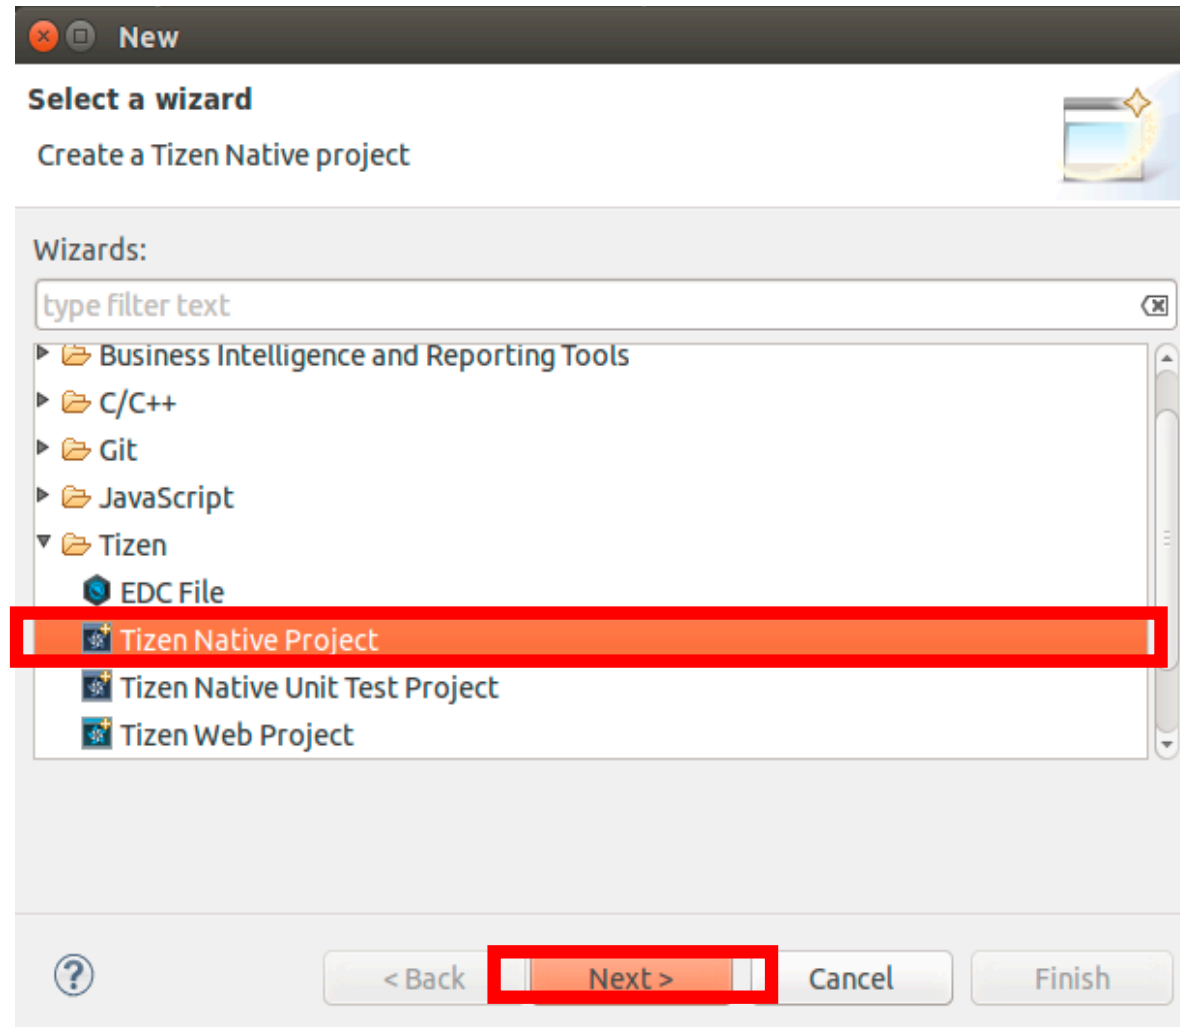 New
Select a wizard
Create a Tizen Native project
Wizards:
type filter text
Business Intelligence and Reporting Tools
C/C++
Git
JavaScript
Tizen
EDC File
Tizen Native Project
Tizen Native Unit Test Project
Tizen Web Project
? < Back Next > Cancel Finish